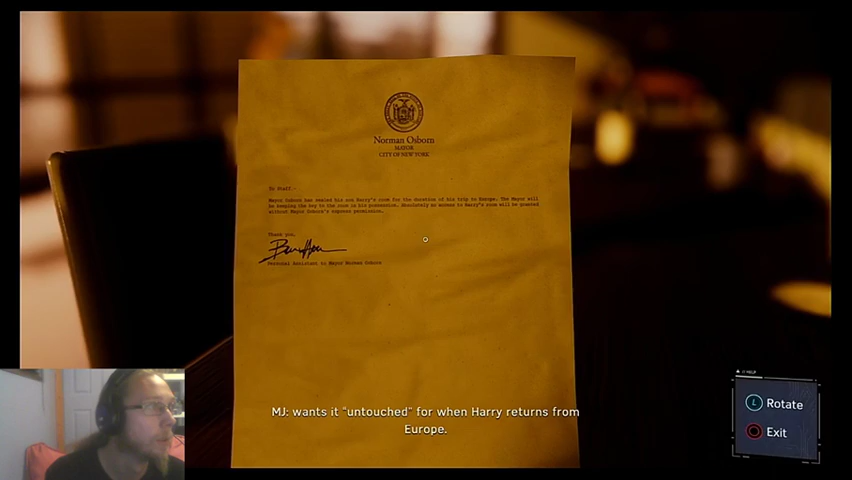 Norman Osborn
MAYOR
CITY OF NEW YORK
To Staff-
Mayor Osborn has sealed his son Harry's room for the duration of his trip to Europe. The Mayor will
be keeping the key to the room in his possession. Absolutely no access to Harry's room will be granted
without Mayor Osborn's express permission.
Thank you,
Personal Assistant to Mayor Norman Osborn
MJ: wants it "untouched" for when Harry returns from
Europe.
HELP
L Rotate
Exit